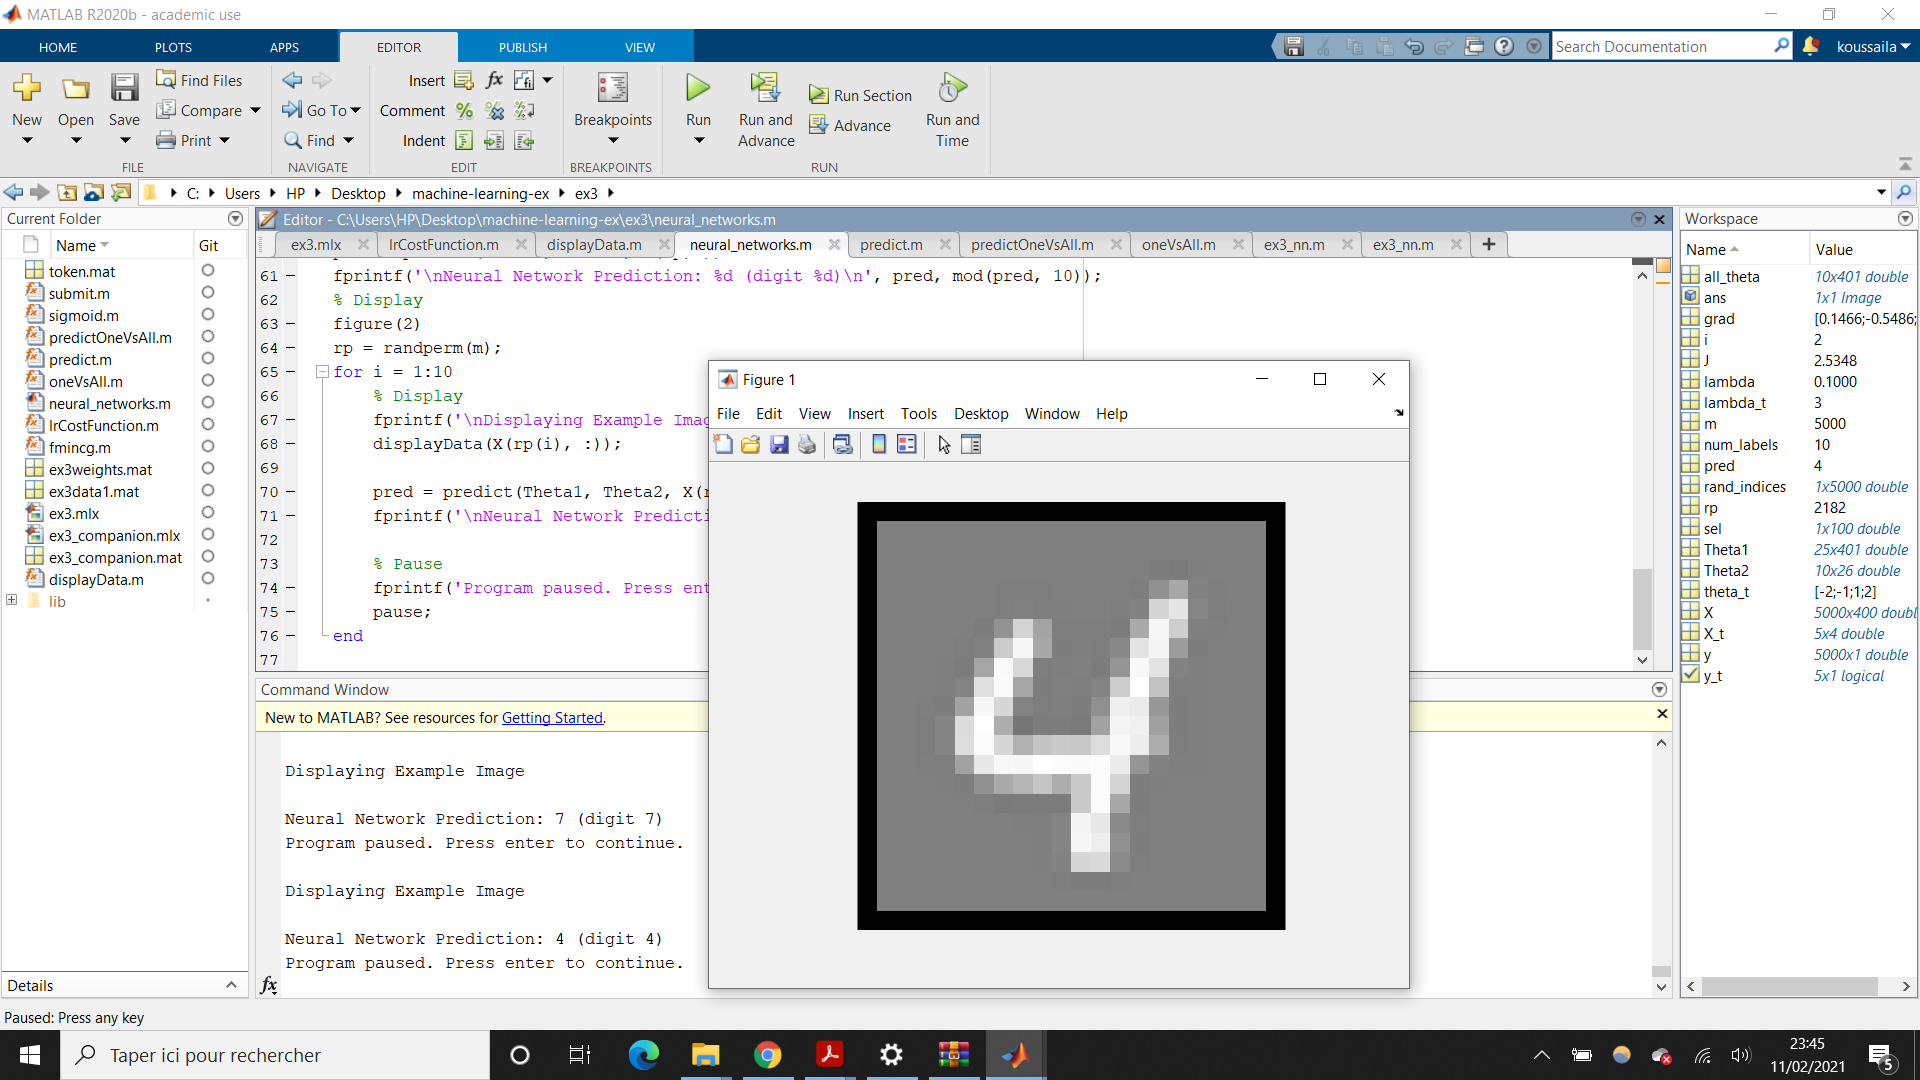 MATLAB R2020b - academic use
HOME PLOTS APPS EDITOR PUBLISH VIEW
Search Documentation
koussaila
New Open Save
Find Files
Compare
Print
Go To
Find
Insert
Comment
Indent
fx
Breakpoints
Run
Run and Advance
Run Section
Advance
Run and Time
FILE NAVIGATE EDIT BREAKPOINTS RUN
C: Users HP Desktop machine-learning-ex ex3
Current Folder
Name Git
token.mat
submit.m
sigmoid.m
predictOneVsAll.m
predict.m
oneVsAll.m
neural_networks.m
lrCostFunction.m
fmincg.m
ex3weights.mat
ex3data1.mat
ex3.mlx
ex3_companion.mlx
ex3_companion.mat
displayData.m
lib
Details
Editor - C:\Users\HP\Desktop\machine-learning-ex\ex3\neural_networks.m
ex3.mlx lrCostFunction.m displayData.m neural_networks.m predict.m predictOneVsAll.m oneVsAll.m ex3_nn.m ex3_nn.m
61 fprintf('\nNeural Network Prediction: %d (digit %d)\n', pred, mod(pred, 10));
62 % Display
63 figure(2)
64 rp = randperm(m);
65 for i = 1:10
66 % Display
67 fprintf('\nDisplaying Example Imag
68 displayData(X(rp(i), :));
69
70 pred = predict(Theta1, Theta2, X(r
71 fprintf('\nNeural Network Predicti
72
73 % Pause
74 fprintf('Program paused. Press ent
75 pause;
76 end
77
Figure 1
File Edit View Insert Tools Desktop Window Help
4
Command Window
New to MATLAB? See resources for Getting Started.
Displaying Example Image
Neural Network Prediction: 7 (digit 7)
Program paused. Press enter to continue.
Displaying Example Image
Neural Network Prediction: 4 (digit 4)
Program paused. Press enter to continue.
fx
Workspace
Name Value
all_theta 10x401 double
ans 1x1 Image
grad [0.1466;-0.5486;
i 2
J 2.5348
lambda 0.1000
lambda_t 3
m 5000
num_labels 10
pred 4
rand_indices 1x5000 double
rp 2182
sel 1x100 double
Theta1 25x401 double
Theta2 10x26 double
theta_t [-2;-1;1;2]
X 5000x400 doubl
X_t 5x4 double
y 5000x1 double
y_t 5x1 logical
Paused: Press any key
Taper ici pour rechercher
23:45
11/02/2021
5